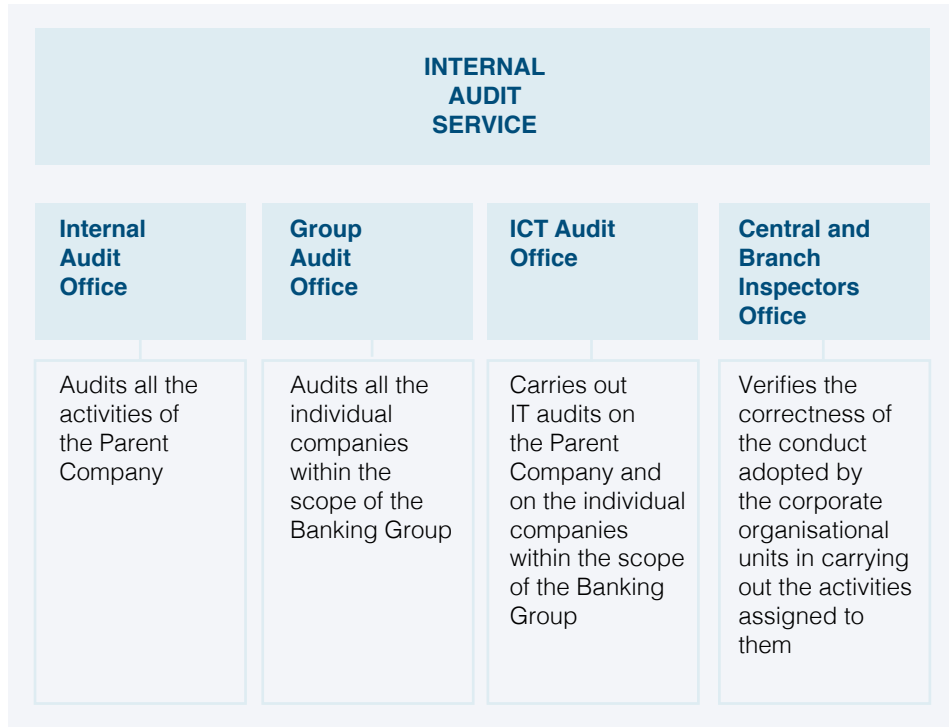 INTERNAL
AUDIT
SERVICE
Internal
Audit
Office
Group
Audit
Office
ICT Audit
Office
Central and
Branch
Inspectors
Office
Audits all the
activities of
the Parent
Company
Audits all the
individual
companies
within the
scope of the
Banking Group
Carries out
IT audits on
the Parent
Company and
on the individual
companies
within the scope
of the Banking
Group
Verifies the
correctness of
the conduct
adopted by
the corporate
organisational
units in carrying
out the activities
assigned to
them